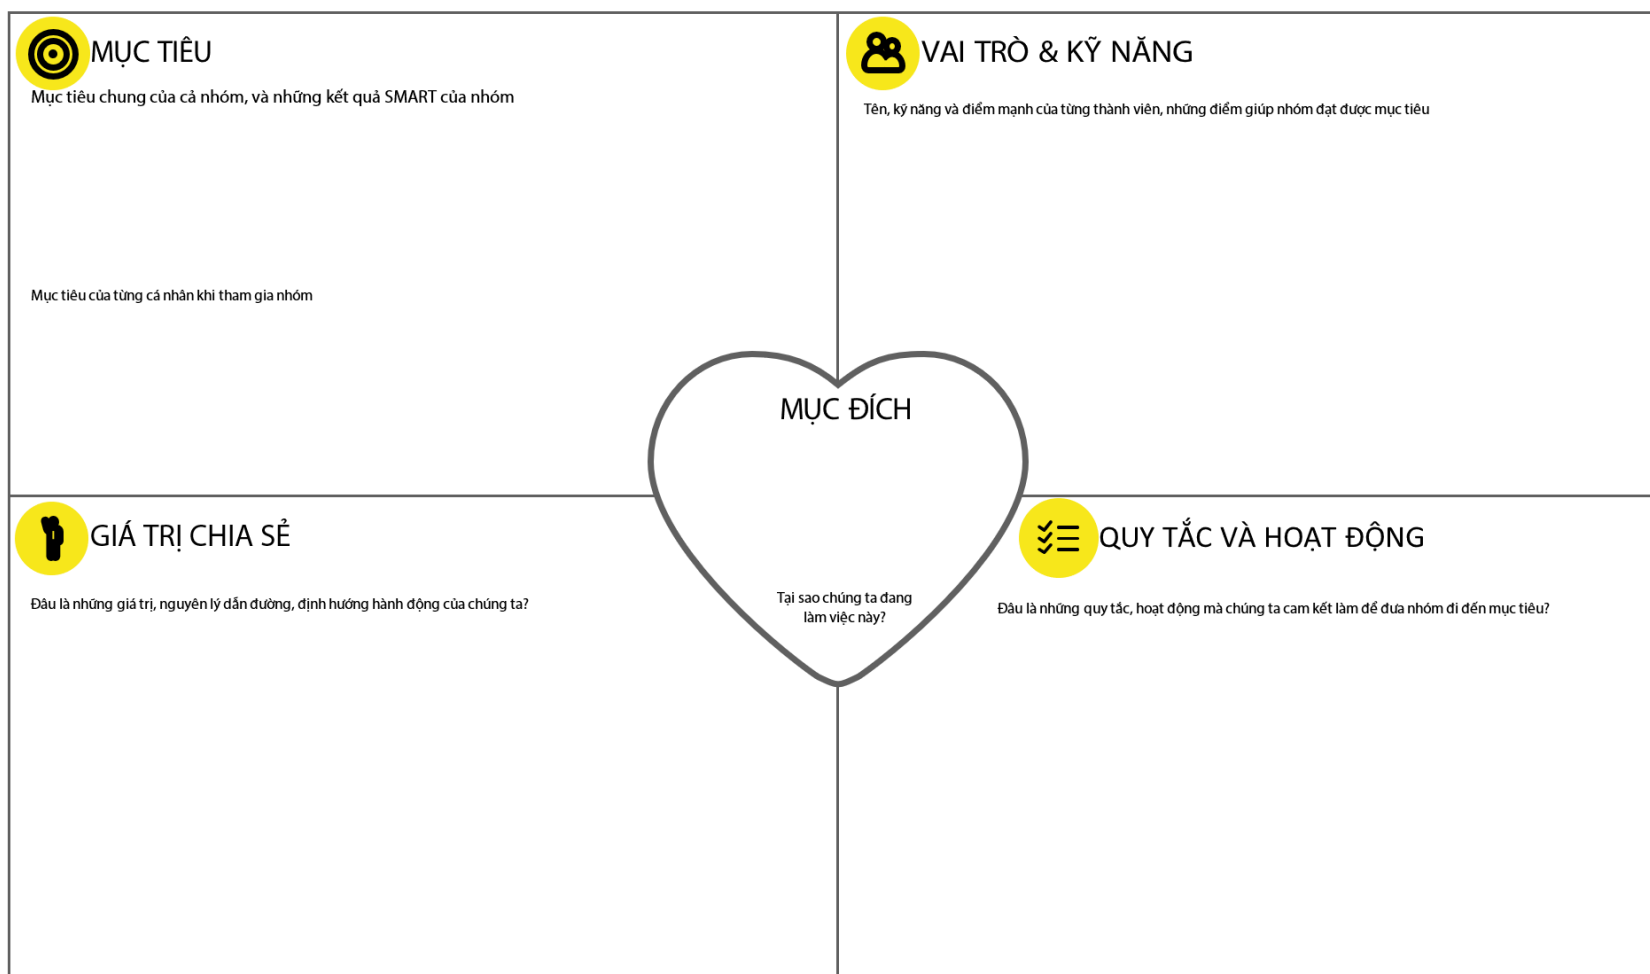 MỤC TIÊU
Mục tiêu chung của cả nhóm, và những kết quả SMART của nhóm
Mục tiêu của từng cá nhân khi tham gia nhóm
VAI TRÒ & KỸ NĂNG
Tên, kỹ năng và điểm mạnh của từng thành viên, những điểm giúp nhóm đạt được mục tiêu
MỤC ĐÍCH
Tại sao chúng ta đang
làm việc này?
GIÁ TRỊ CHIA SẺ
Đâu là những giá trị, nguyên lý dẫn đường, định hướng hành động của chúng ta?
QUY TẮC VÀ HOẠT ĐỘNG
Đâu là những quy tắc, hoạt động mà chúng ta cam kết làm để đưa nhóm đi đến mục tiêu?